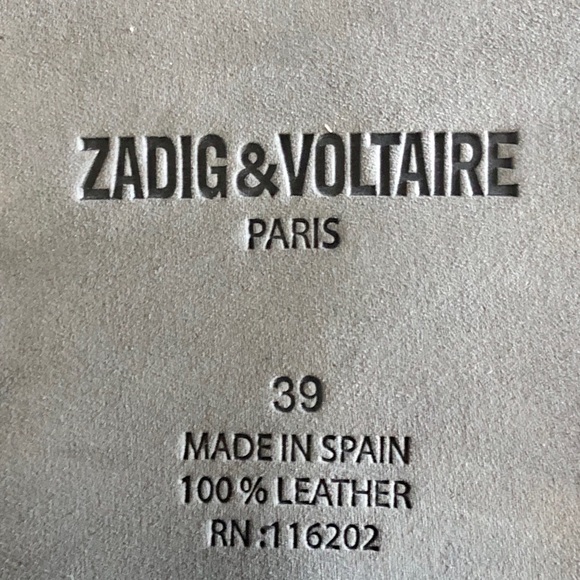 ZADIG&VOLTAIRE
PARIS
39
MADE IN SPAIN
100 % LEATHER
RN :116202